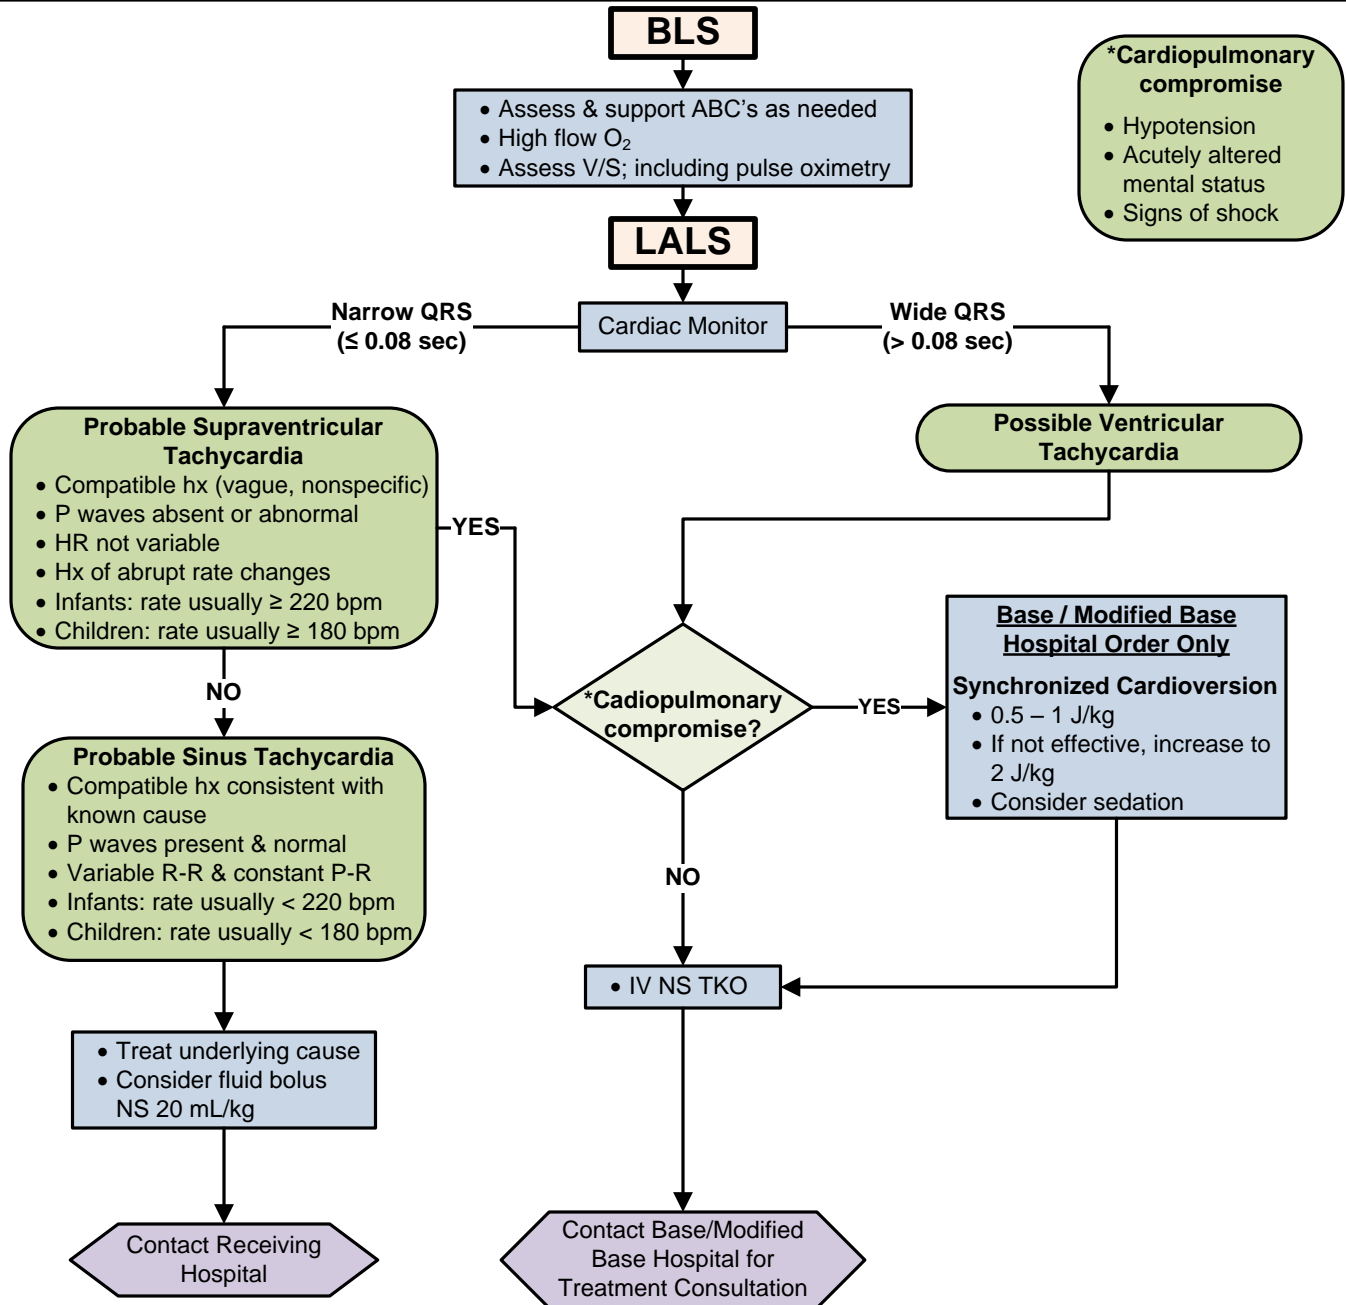 BLS
• Assess & support ABC's as needed
• High flow O₂
• Assess V/S; including pulse oximetry
*Cardiopulmonary
compromise
• Hypotension
• Acutely altered
mental status
• Signs of shock
LALS
Cardiac Monitor
Narrow QRS
(≤ 0.08 sec)
Wide QRS
(> 0.08 sec)
Probable Supraventricular
Tachycardia
• Compatible hx (vague, nonspecific)
• P waves absent or abnormal
• HR not variable
• Hx of abrupt rate changes
• Infants: rate usually ≥ 220 bpm
• Children: rate usually ≥ 180 bpm
YES
NO
Possible Ventricular
Tachycardia
*Cadiopulmonary
compromise?
YES
NO
Base / Modified Base
Hospital Order Only
Synchronized Cardioversion
• 0.5 – 1 J/kg
• If not effective, increase to
2 J/kg
• Consider sedation
Probable Sinus Tachycardia
• Compatible hx consistent with
known cause
• P waves present & normal
• Variable R-R & constant P-R
• Infants: rate usually < 220 bpm
• Children: rate usually < 180 bpm
• IV NS TKO
• Treat underlying cause
• Consider fluid bolus
NS 20 mL/kg
Contact Receiving
Hospital
Contact Base/Modified
Base Hospital for
Treatment Consultation